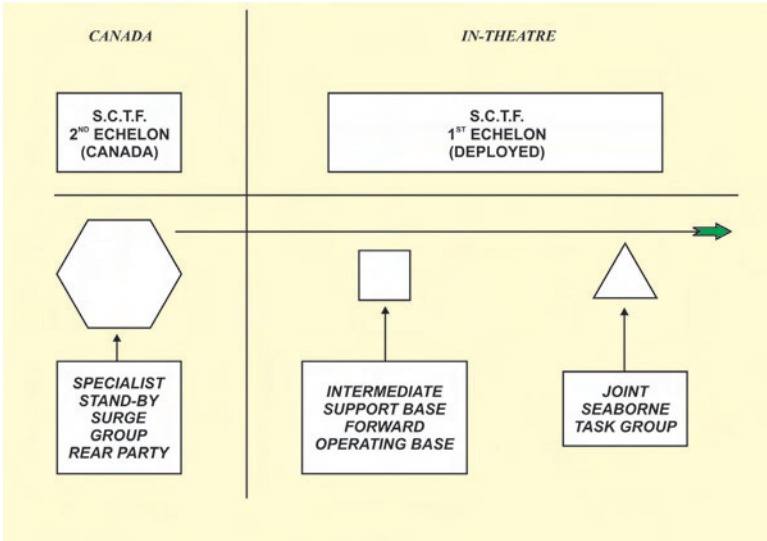 CANADA
IN-THEATRE
S.C.T.F.
2ND ECHELON
(CANADA)
S.C.T.F.
1ST ECHELON
(DEPLOYED)
SPECIALIST
STAND-BY
SURGE
GROUP
REAR PARTY
INTERMEDIATE
SUPPORT BASE
FORWARD
OPERATING BASE
JOINT
SEABORNE
TASK GROUP